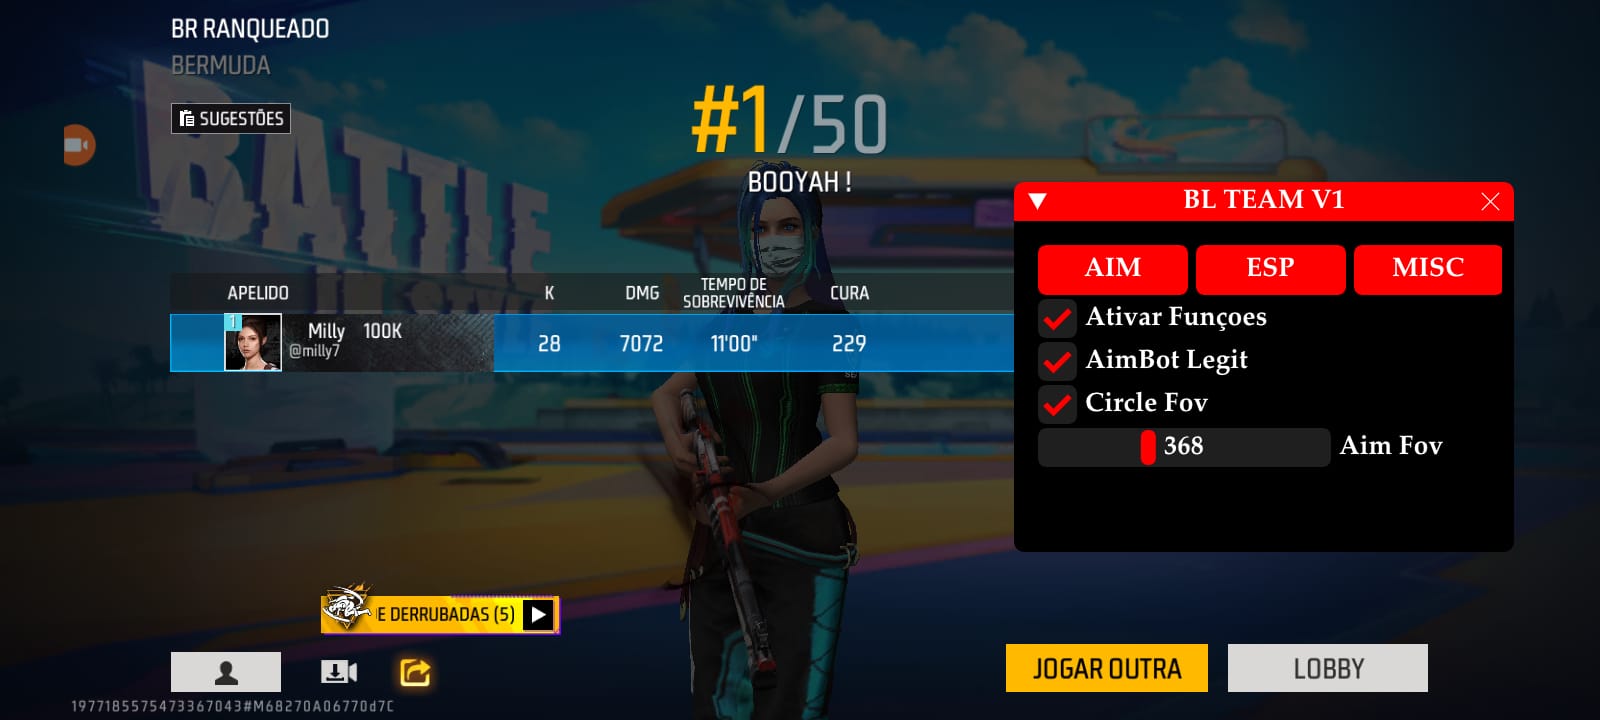 BR RANQUEADO
BERMUDA
SUGESTÕES
BATTLE
#1/50
BOOYAH !
APELIDO K DMG TEMPO DE SOBREVIVÊNCIA CURA
1
Milly 100K
@milly7
28 7072 11'00" 229
BL TEAM V1
AIM ESP MISC
Ativar Funçoes
AimBot Legit
Circle Fov
368 Aim Fov
E DERRUBADAS (5)
JOGAR OUTRA
LOBBY
1977185575473367043#M68270A06770d7C